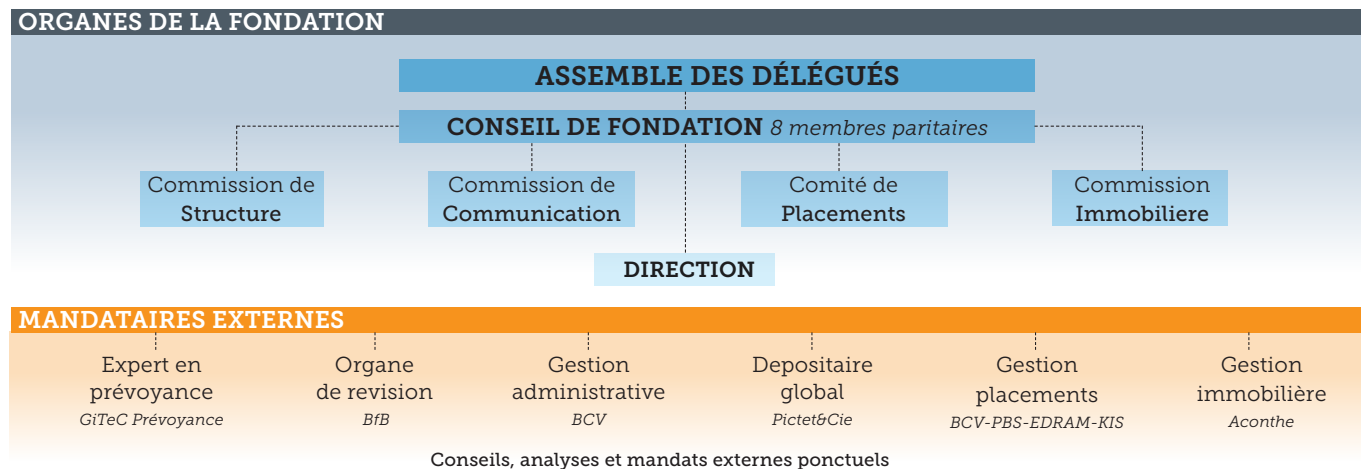 ORGANES DE LA FONDATION
ASSEMBLE DES DÉLÉGUÉS
CONSEIL DE FONDATION 8 membres paritaires
Commission de
Structure
Commission de
Communication
Comité de
Placements
Commission
Immobiliere
DIRECTION
MANDATAIRES EXTERNES
Expert en
prévoyance
GiTeC Prévoyance
Organe
de revision
BfB
Gestion
administrative
BCV
Depositaire
global
Pictet&Cie
Gestion
placements
BCV-PBS-EDRAM-KIS
Gestion
immobilière
Aconthe
Conseils, analyses et mandats externes ponctuels